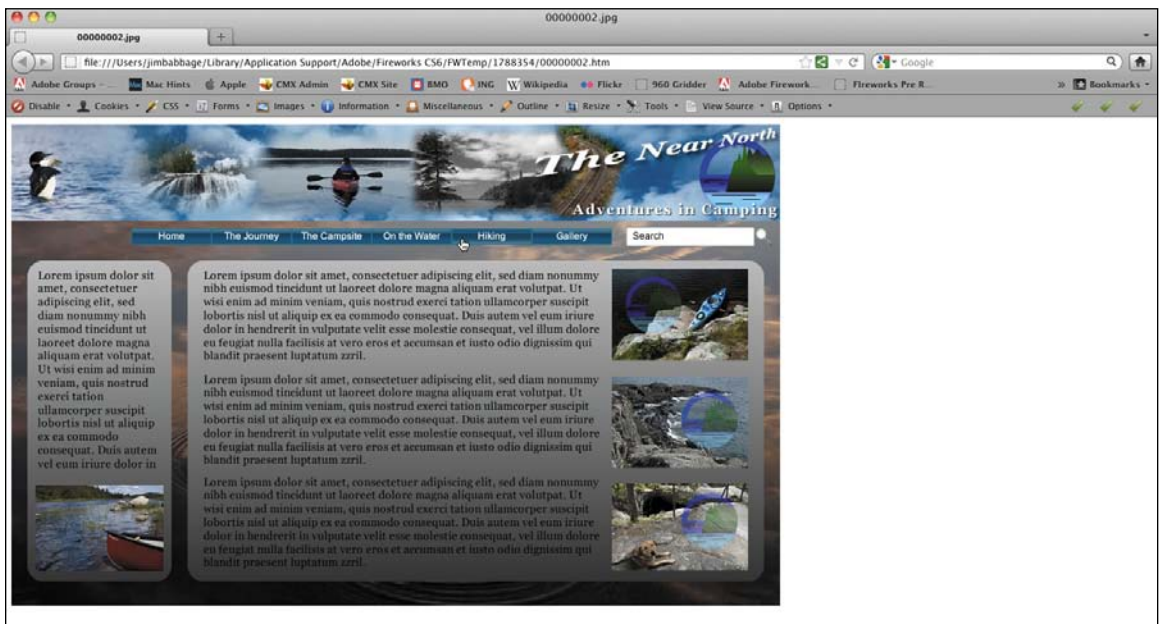 00000002.jpg
00000002.jpg
file:///Users/jimbabbage/Library/Application Support/Adobe/Fireworks CS6/FWTemp/1788354/00000002.htm
Google
Adobe Groups - ... Mac Hints Apple CMX Admin CMX Site BMO ING Wikipedia Flickr 960 Gridder Adobe Firework... Fireworks Pre R... » Bookmarks
Disable Cookies CSS Forms Images Information Miscellaneous Outline Resize Tools View Source Options
The Near North
Adventures in Camping
Home The Journey The Campsite On the Water Hiking Gallery Search
Lorem ipsum dolor sit
amet, consectetuer
adipiscing elit, sed
diam nonummy nibh
euismod tincidunt ut
laoreet dolore magna
aliquam erat volutpat.
Ut wisi enim ad minim
veniam, quis nostrud
exerci tation
ullamcorper suscipit
lobortis nisl ut aliquip
ex ea commodo
consequat. Duis autem
vel eum iriure dolor in
Lorem ipsum dolor sit amet, consectetuer adipiscing elit, sed diam nonummy
nibh euismod tincidunt ut laoreet dolore magna aliquam erat volutpat. Ut
wisi enim ad minim veniam, quis nostrud exerci tation ullamcorper suscipit
lobortis nisl ut aliquip ex ea commodo consequat. Duis autem vel eum iriure
dolor in hendrerit in vulputate velit esse molestie consequat, vel illum dolore
eu feugiat nulla facilisis at vero eros et accumsan et iusto odio dignissim qui
blandit praesent luptatum zzril.
Lorem ipsum dolor sit amet, consectetuer adipiscing elit, sed diam nonummy
nibh euismod tincidunt ut laoreet dolore magna aliquam erat volutpat. Ut
wisi enim ad minim veniam, quis nostrud exerci tation ullamcorper suscipit
lobortis nisl ut aliquip ex ea commodo consequat. Duis autem vel eum iriure
dolor in hendrerit in vulputate velit esse molestie consequat, vel illum dolore
eu feugiat nulla facilisis at vero eros et accumsan et iusto odio dignissim qui
blandit praesent luptatum zzril.
Lorem ipsum dolor sit amet, consectetuer adipiscing elit, sed diam nonummy
nibh euismod tincidunt ut laoreet dolore magna aliquam erat volutpat. Ut
wisi enim ad minim veniam, quis nostrud exerci tation ullamcorper suscipit
lobortis nisl ut aliquip ex ea commodo consequat. Duis autem vel eum iriure
dolor in hendrerit in vulputate velit esse molestie consequat, vel illum dolore
eu feugiat nulla facilisis at vero eros et accumsan et iusto odio dignissim qui
blandit praesent luptatum zzril.